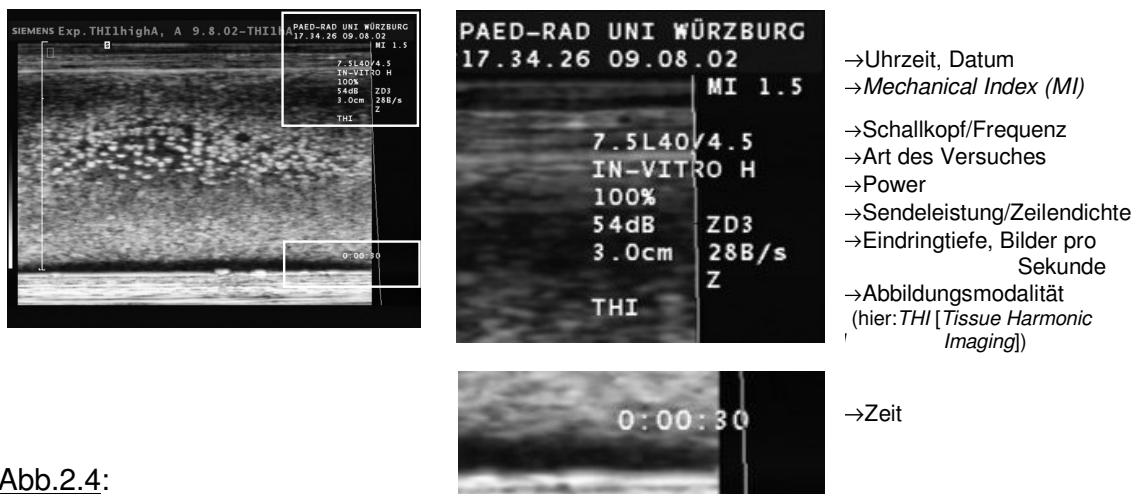 SIEMENS Exp.THI1highA, A 9.8.02-THI1hA
PAED-RAD UNI WÜRZBURG
17.34.26 09.08.02
MI 1.5
7.5L40/4.5
IN-VITRO H
100%
54dB ZD3
3.0cm 28B/s
Z
THI
0:00:30
PAED-RAD UNI WÜRZBURG
17.34.26 09.08.02
MI 1.5
7.5L40/4.5
IN-VITRO H
100%
54dB ZD3
3.0cm 28B/s
Z
THI
0:00:30
→Uhrzeit, Datum
→Mechanical Index (MI)
→Schallkopf/Frequenz
→Art des Versuches
→Power
→Sendeleistung/Zeilendichte
→Eindringtiefe, Bilder pro
Sekunde
→Abbildungsmodalität
(hier:THI [Tissue Harmonic
Imaging])
→Zeit
Abb.2.4: